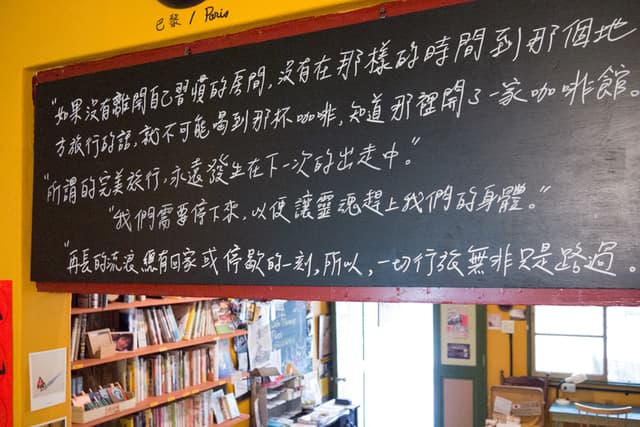 巴黎 / Paris
"如果沒有離開自己習慣的房間,沒有在那樣的時間到那個地
方旅行的話,就不可能喝到那杯咖啡,知道那裡開了一家咖啡館。
"所謂的完美旅行,永遠發生在下一次的出走中。"
"我們需要停下來,以便讓靈魂趕上我們的身體。"
"再長的流浪總有回家或停歇的一刻,所以,一切行旅無非只是路過。